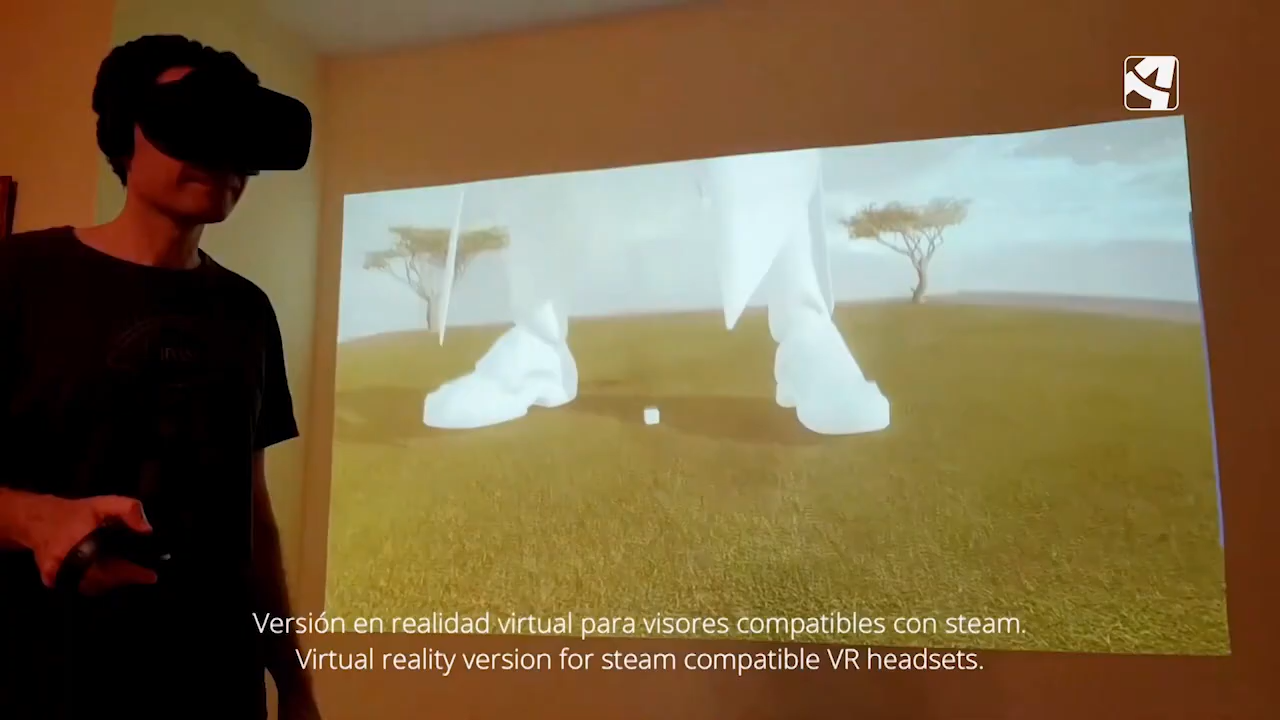 Versión en realidad virtual para visores compatibles con steam.
Virtual reality version for steam compatible VR headsets.